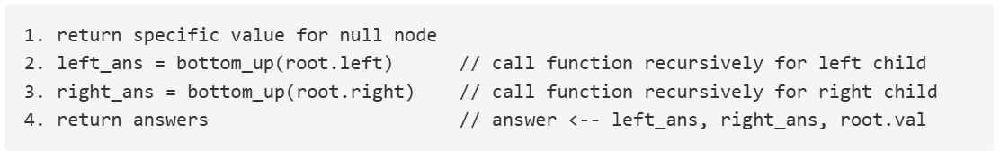 1. return specific value for null node
2. left_ans = bottom_up(root.left)      // call function recursively for left child
3. right_ans = bottom_up(root.right)    // call function recursively for right child
4. return answers                       // answer <-- left_ans, right_ans, root.val